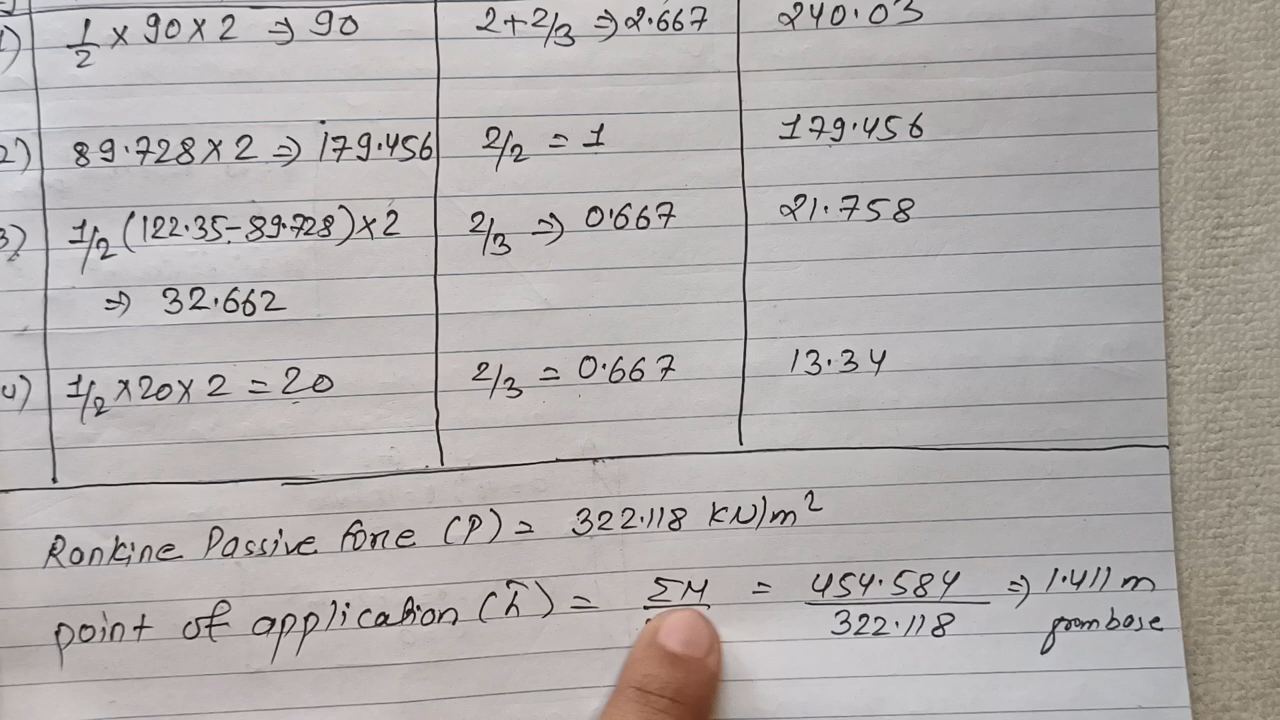 1) 1/2 × 90 × 2 ⇒ 90 2+2/3 ⇒ 2.667 240.03
2) 89.728 × 2 ⇒ 179.456 2/2 = 1 179.456
3) 1/2 (122.35-89.728) × 2 2/3 ⇒ 0.667 21.758
⇒ 32.662
4) 1/2 × 20 × 2 = 20 2/3 = 0.667 13.34
Rankine Passive force (P) = 322.118 KN/m²
point of application (h̄) = ΣM = 454.584/322.118 ⇒ 1.411 m
from base